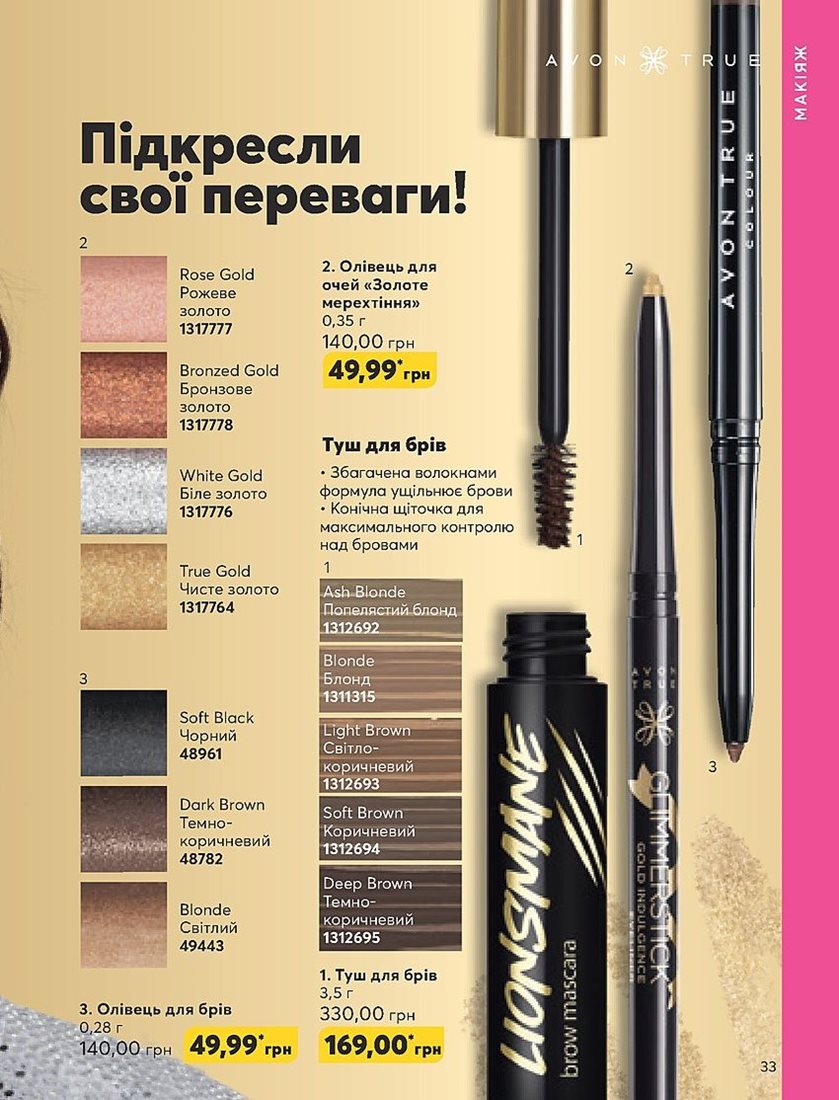 AVON TRUE
МАКІЯЖ
Підкресли
свої переваги!
2
Rose Gold
Рожеве
золото
1317777
Bronzed Gold
Бронзове
золото
1317778
White Gold
Біле золото
1317776
True Gold
Чисте золото
1317764
2. Олівець для
очей «Золоте
мерехтіння»
0,35 г
140,00 грн
49,99* грн
Туш для брів
• Збагачена волокнами
формула ущільнює брови
• Конічна щіточка для
максимального контролю
над бровами
1
Ash Blonde
Попелястий блонд
1312692
Blonde
Блонд
1311315
Light Brown
Світло-
коричневий
1312693
Soft Brown
Коричневий
1312694
Deep Brown
Темно-
коричневий
1312695
1. Туш для брів
3,5 г
330,00 грн
169,00* грн
3
Soft Black
Чорний
48961
Dark Brown
Темно-
коричневий
48782
Blonde
Світлий
49443
3. Олівець для брів
0,28 г
140,00 грн
49,99* грн
1
2
3
AVON TRUE
COLOUR
LIONSMANE
brow mascara
AVON
TRUE
GLIMMERSTICK
GOLD INDULGENCE
EYELINER
33